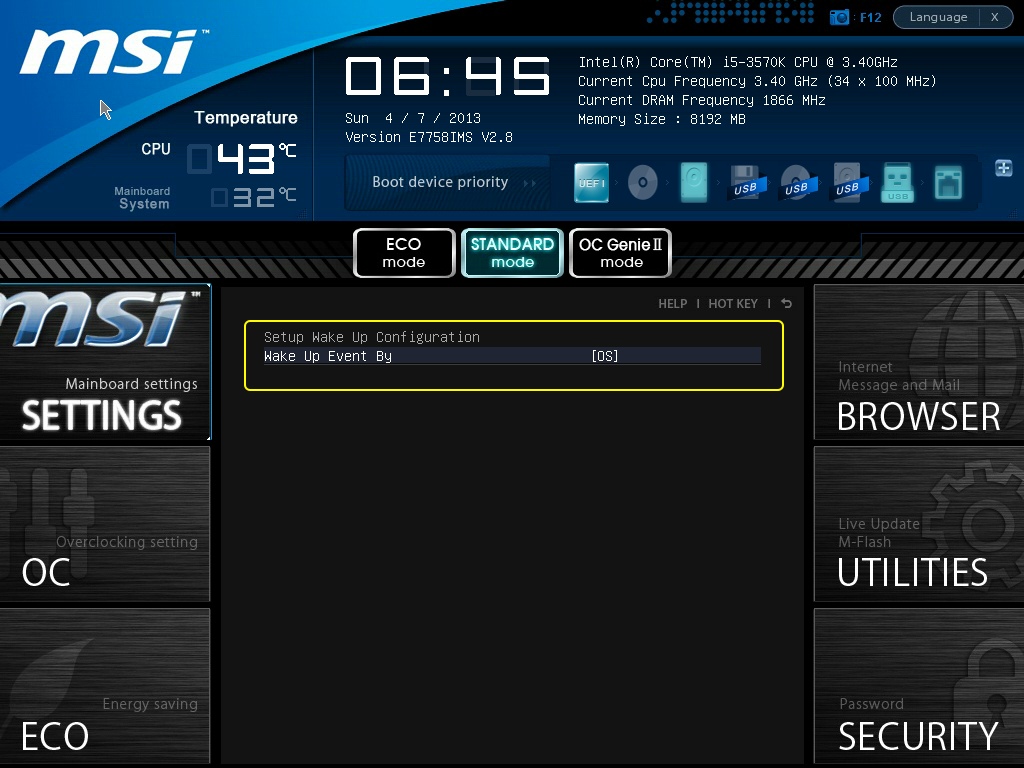 msi™
F12
Language X
Temperature
CPU 43°C
Mainboard
System 32°C
06:45
Sun 4 / 7 / 2013
Version E7758IMS V2.8
Intel(R) Core(TM) i5-3570K CPU @ 3.40GHz
Current Cpu Frequency 3.40 GHz (34 x 100 MHz)
Current DRAM Frequency 1866 MHz
Memory Size : 8192 MB
Boot device priority
UEFI
USB
USB
USB
USB
ECO
mode
STANDARD
mode
OC Genie II
mode
msi™
Mainboard settings
SETTINGS
Overclocking setting
OC
Energy saving
ECO
HELP | HOT KEY |
Setup Wake Up Configuration
Wake Up Event By [OS]
Internet
Message and Mail
BROWSER
Live Update
M-Flash
UTILITIES
Password
SECURITY